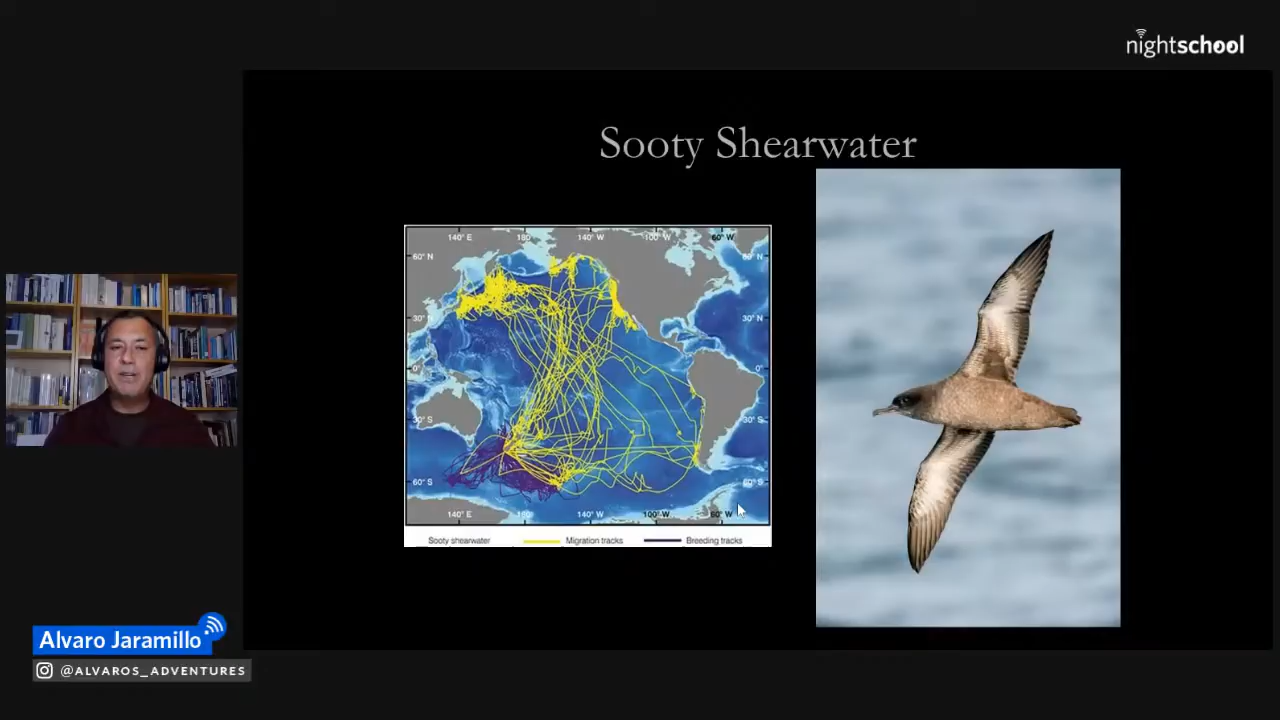 nightschool
Sooty Shearwater
140° E 180° 140° W 100° W 60° W
60° N 60° N
30° N 30° N
0° 0°
30° S 30° S
60° S 60° S
140° E 180° 140° W 100° W 60° W
Sooty shearwater Migration tracks Breeding tracks
Alvaro Jaramillo
@ALVAROS_ADVENTURES